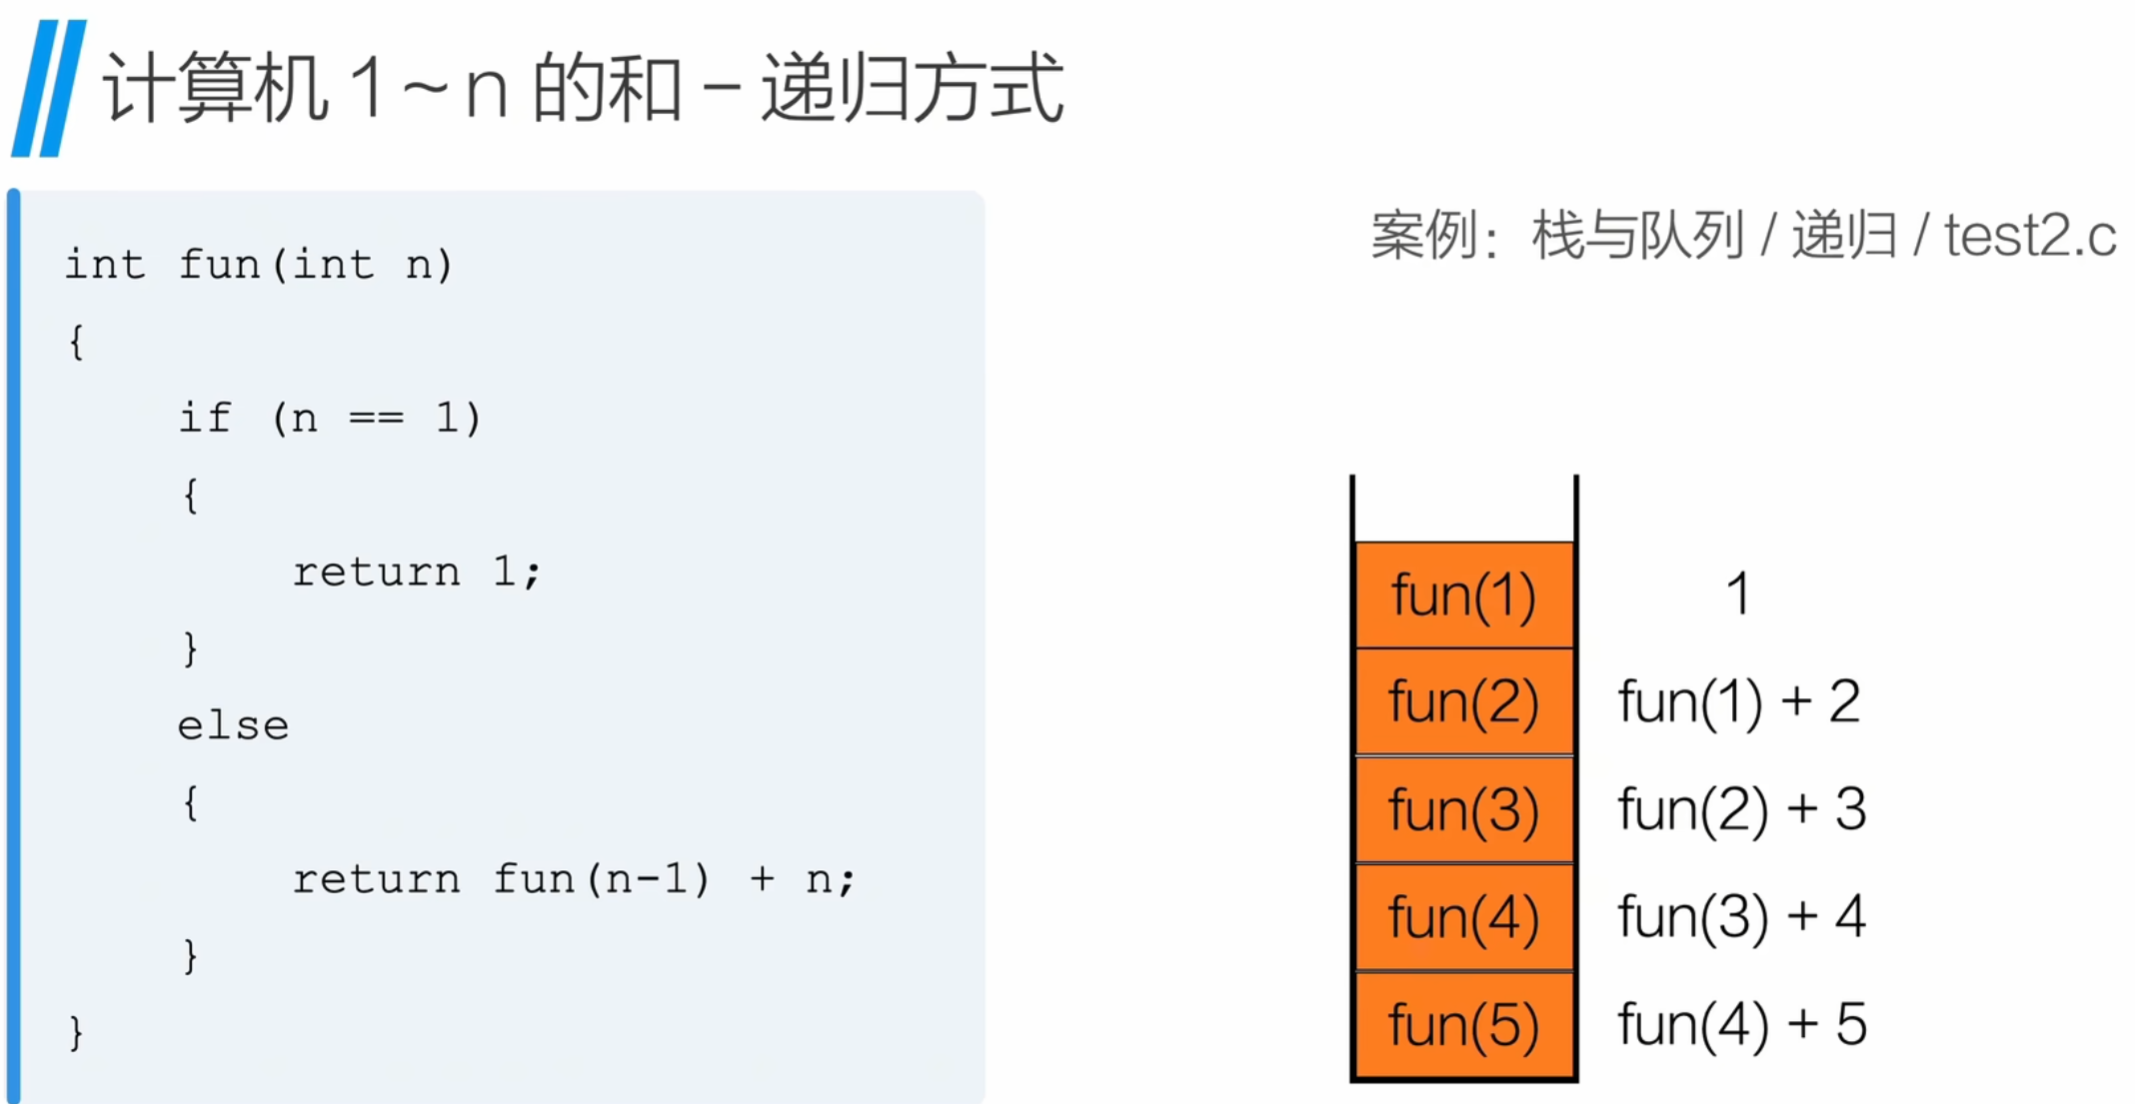 计算机 1 ~ n 的和 – 递归方式
int fun(int n)
{
    if (n == 1)
    {
        return 1;
    }
    else
    {
        return fun(n-1) + n;
    }
}
案例：栈与队列 / 递归 / test2.c
fun(1) 1
fun(2) fun(1) + 2
fun(3) fun(2) + 3
fun(4) fun(3) + 4
fun(5) fun(4) + 5